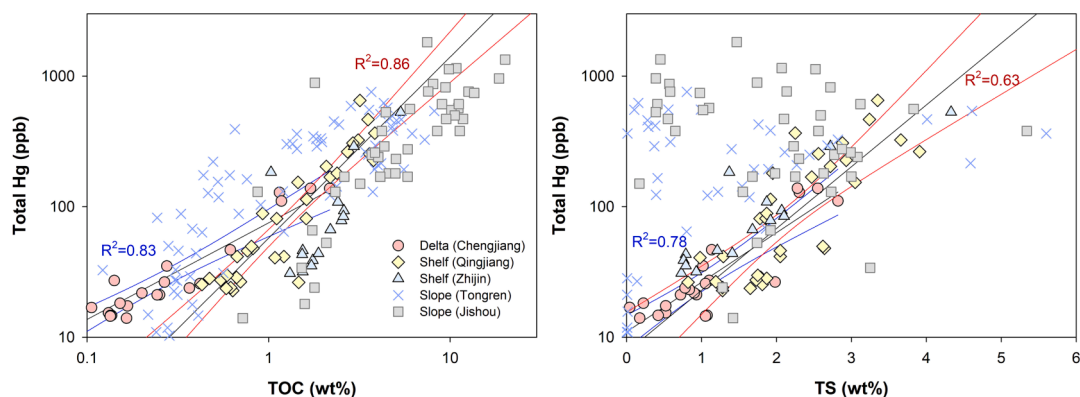 Total Hg (ppb)
1000
100
10
0.1
1
10
TOC (wt%)
R²=0.86
R²=0.83
Delta (Chengjiang)
Shelf (Qingjiang)
Shelf (Zhijin)
Slope (Tongren)
Slope (Jishou)
Total Hg (ppb)
1000
100
10
0
1
2
3
4
5
6
TS (wt%)
R²=0.63
R²=0.78